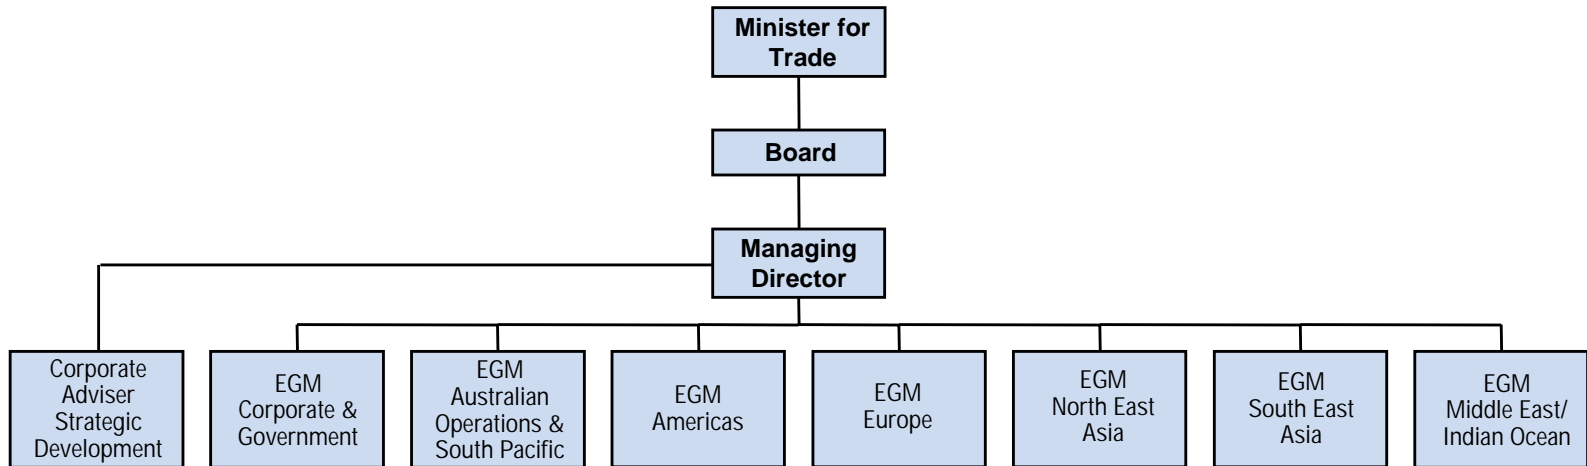 Minister for
Trade
Board
Managing
Director
Corporate
Adviser
Strategic
Development
EGM
Corporate &
Government
EGM
Australian
Operations &
South Pacific
EGM
Americas
EGM
Europe
EGM
North East
Asia
EGM
South East
Asia
EGM
Middle East/
Indian Ocean